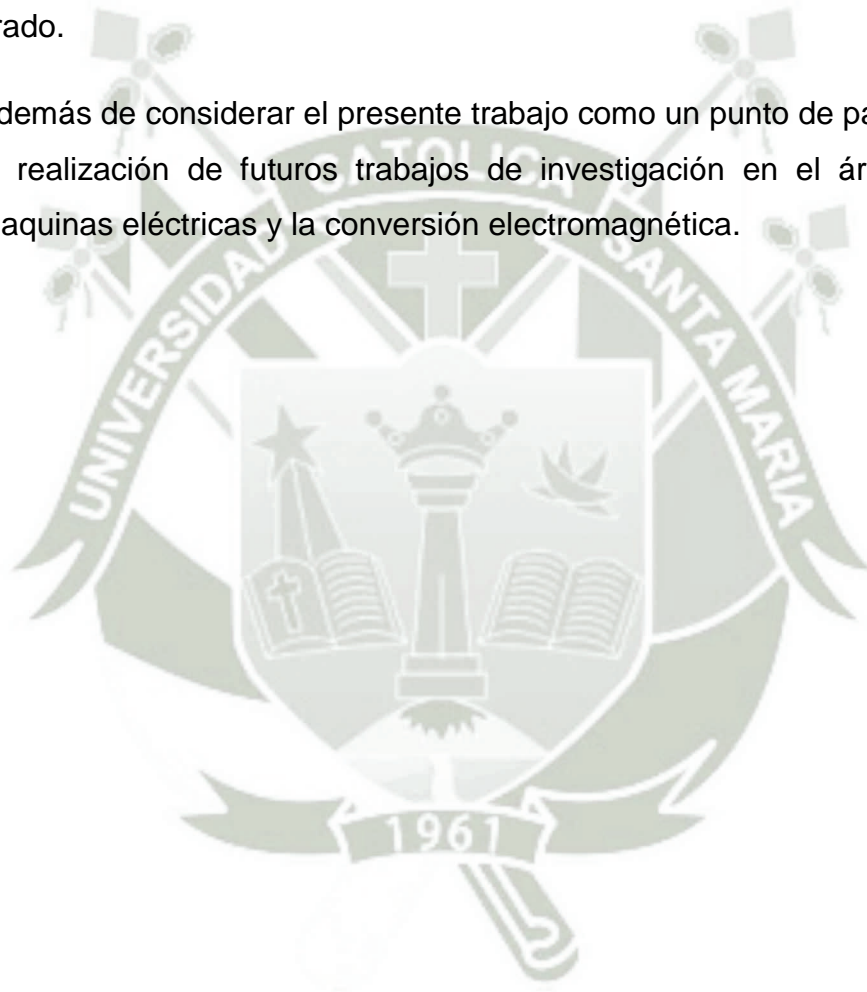 rado.
demás de considerar el presente trabajo como un punto de pa
realización de futuros trabajos de investigación en el ár
aquinas eléctricas y la conversión electromagnética.
UNIVERSIDAD CATOLICA SANTA MARIA
1961